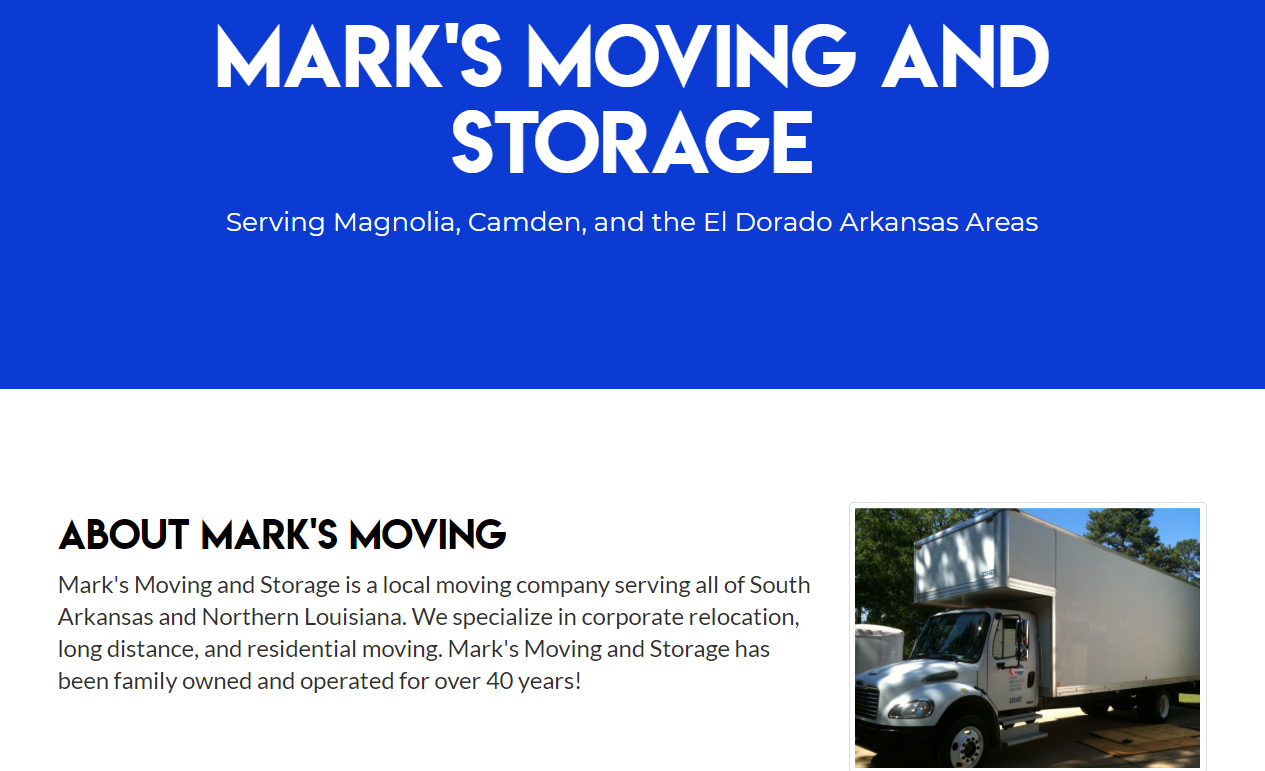 MARK'S MOVING AND
STORAGE
Serving Magnolia, Camden, and the El Dorado Arkansas Areas
ABOUT MARK'S MOVING
Mark's Moving and Storage is a local moving company serving all of South
Arkansas and Northern Louisiana. We specialize in corporate relocation,
long distance, and residential moving. Mark's Moving and Storage has
been family owned and operated for over 40 years!